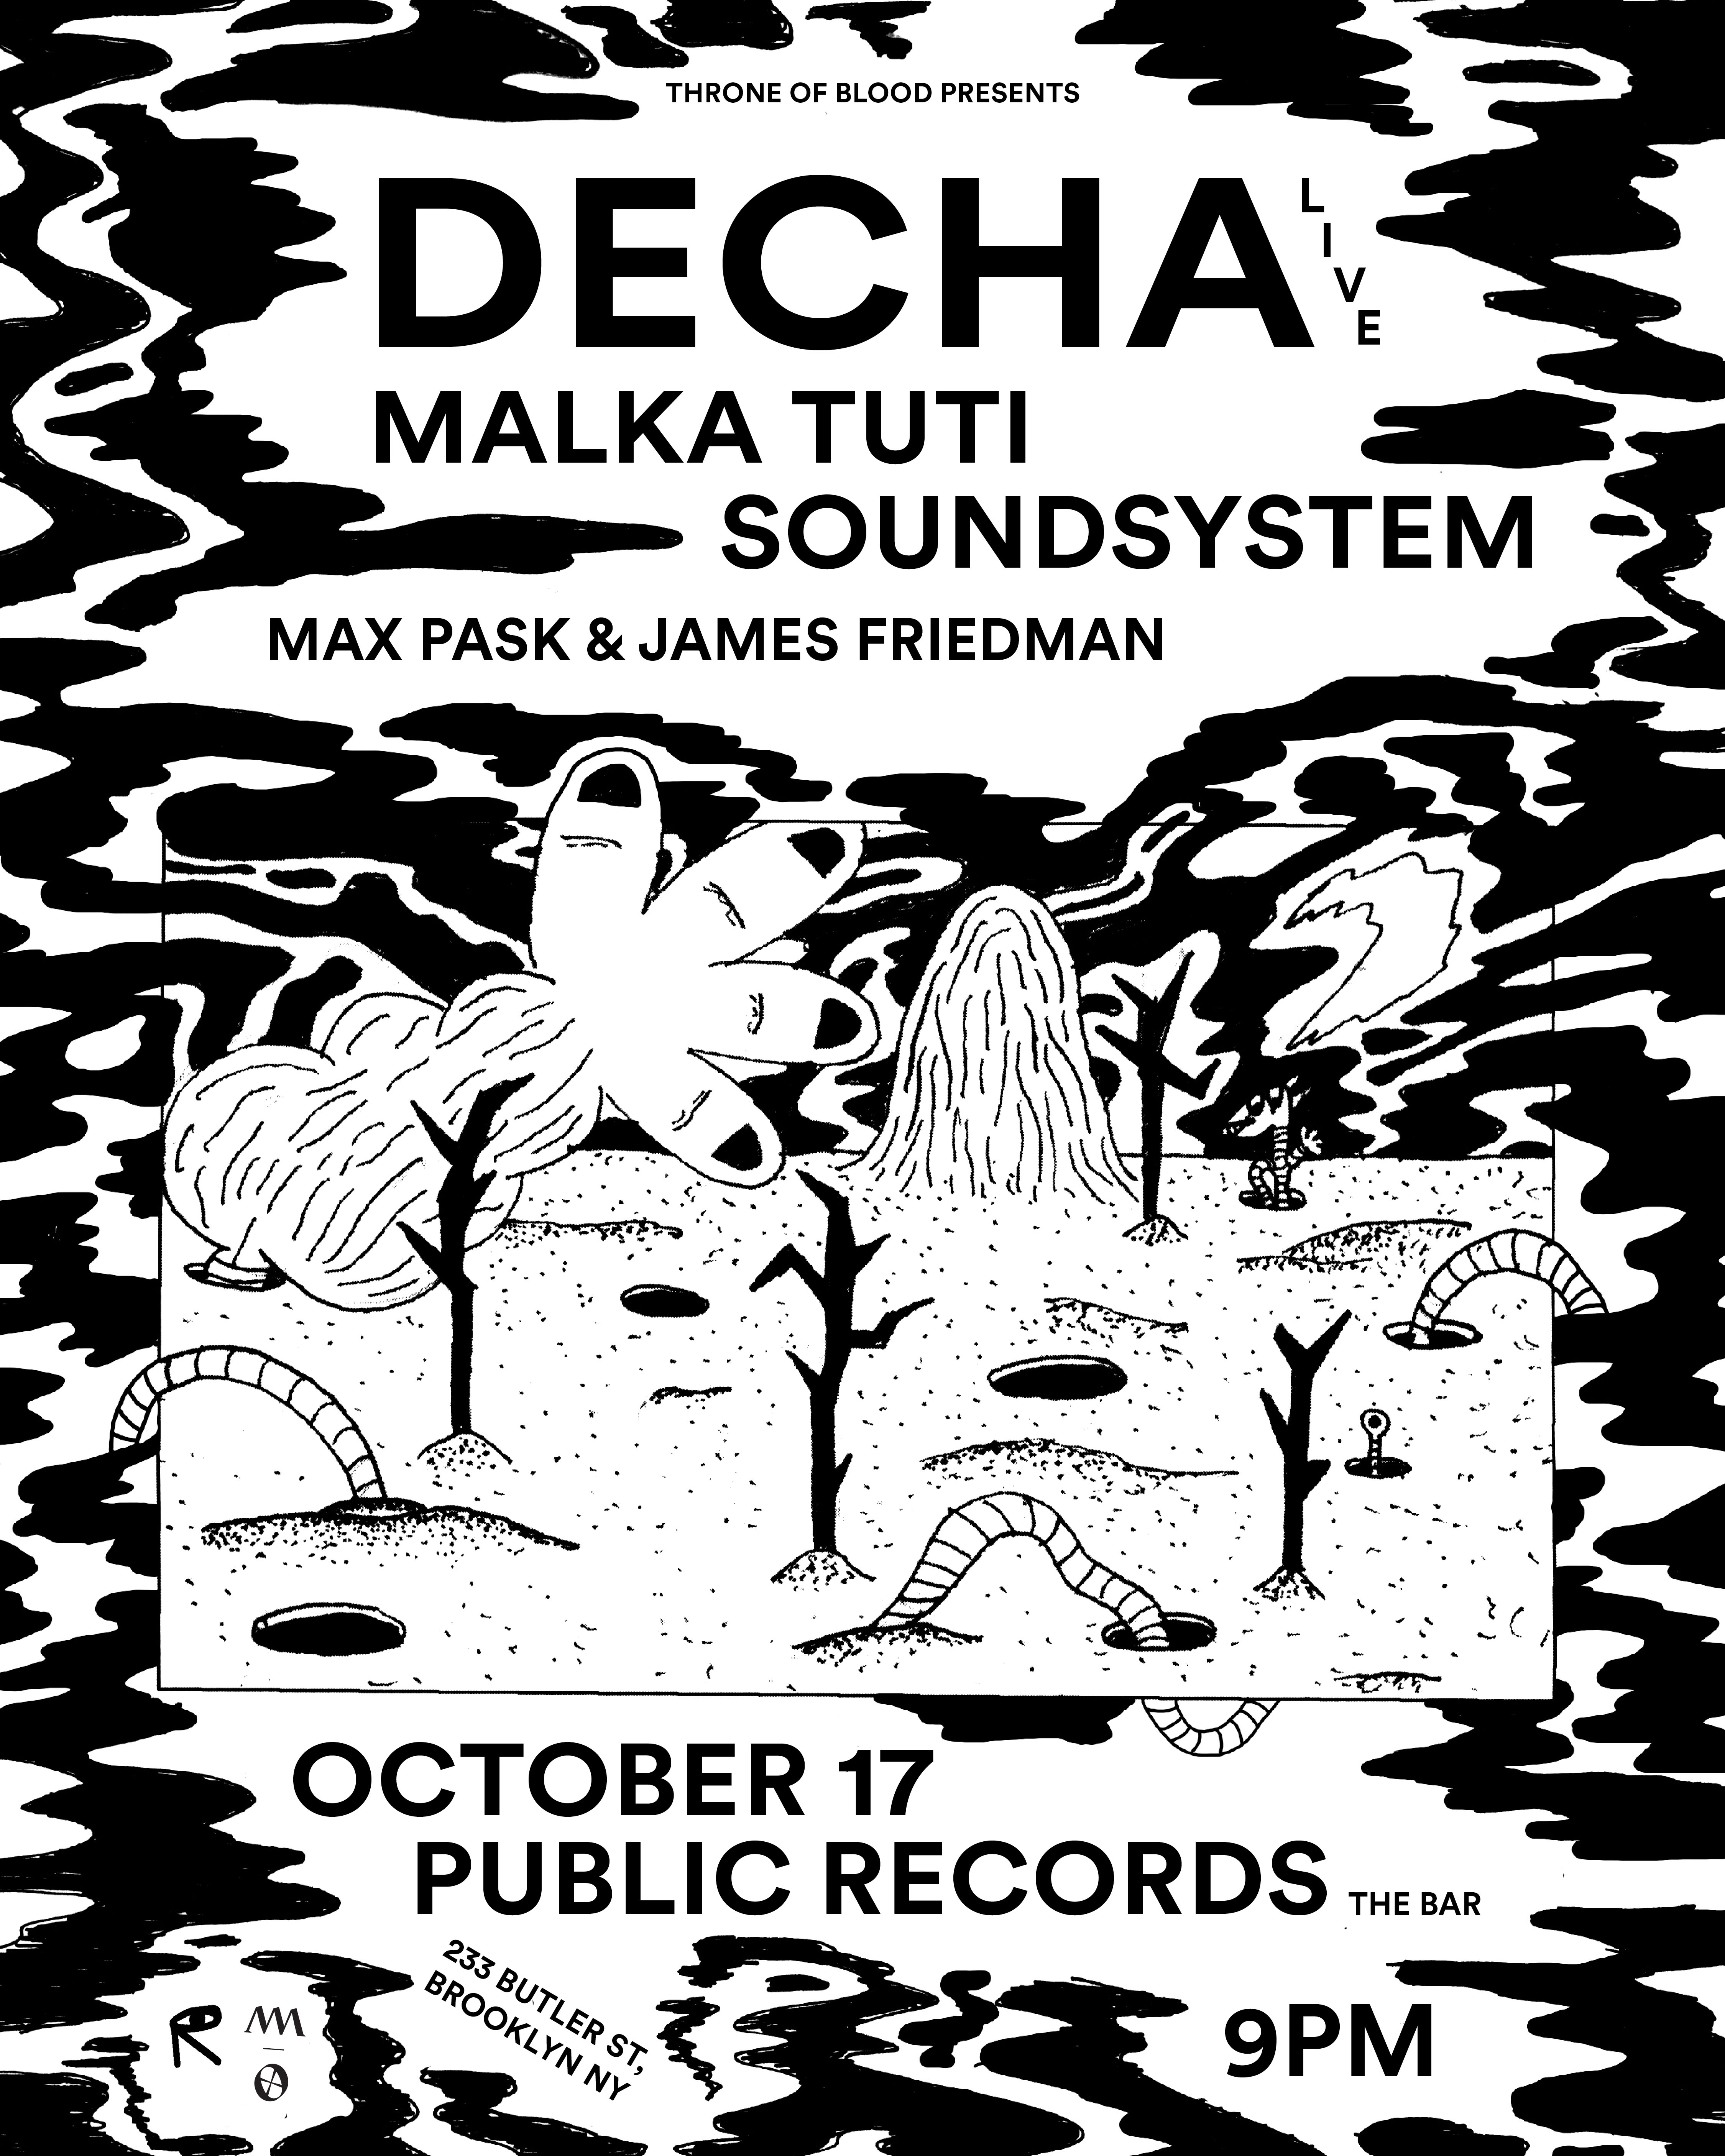 THRONE OF BLOOD PRESENTS
DECHA LIVE
MALKA TUTI
SOUNDSYSTEM
MAX PASK & JAMES FRIEDMAN
OCTOBER 17
PUBLIC RECORDS THE BAR
233 BUTLER ST,
BROOKLYN NY
9PM